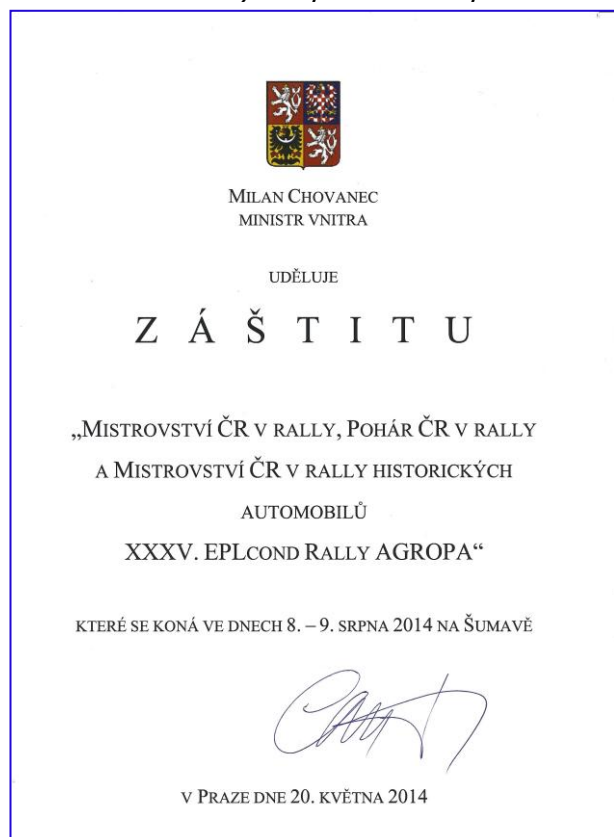 MILAN CHOVANEC
MINISTR VNITRA
UDĚLUJE
ZÁŠTITU
„MISTROVSTVÍ ČR V RALLY, POHÁR ČR V RALLY
A MISTROVSTVÍ ČR V RALLY HISTORICKÝCH
AUTOMOBILŮ
XXXV. EPLCOND RALLY AGROPA“
KTERÉ SE KONÁ VE DNECH 8. – 9. SRPNA 2014 NA ŠUMAVĚ
V PRAZE DNE 20. KVĚTNA 2014